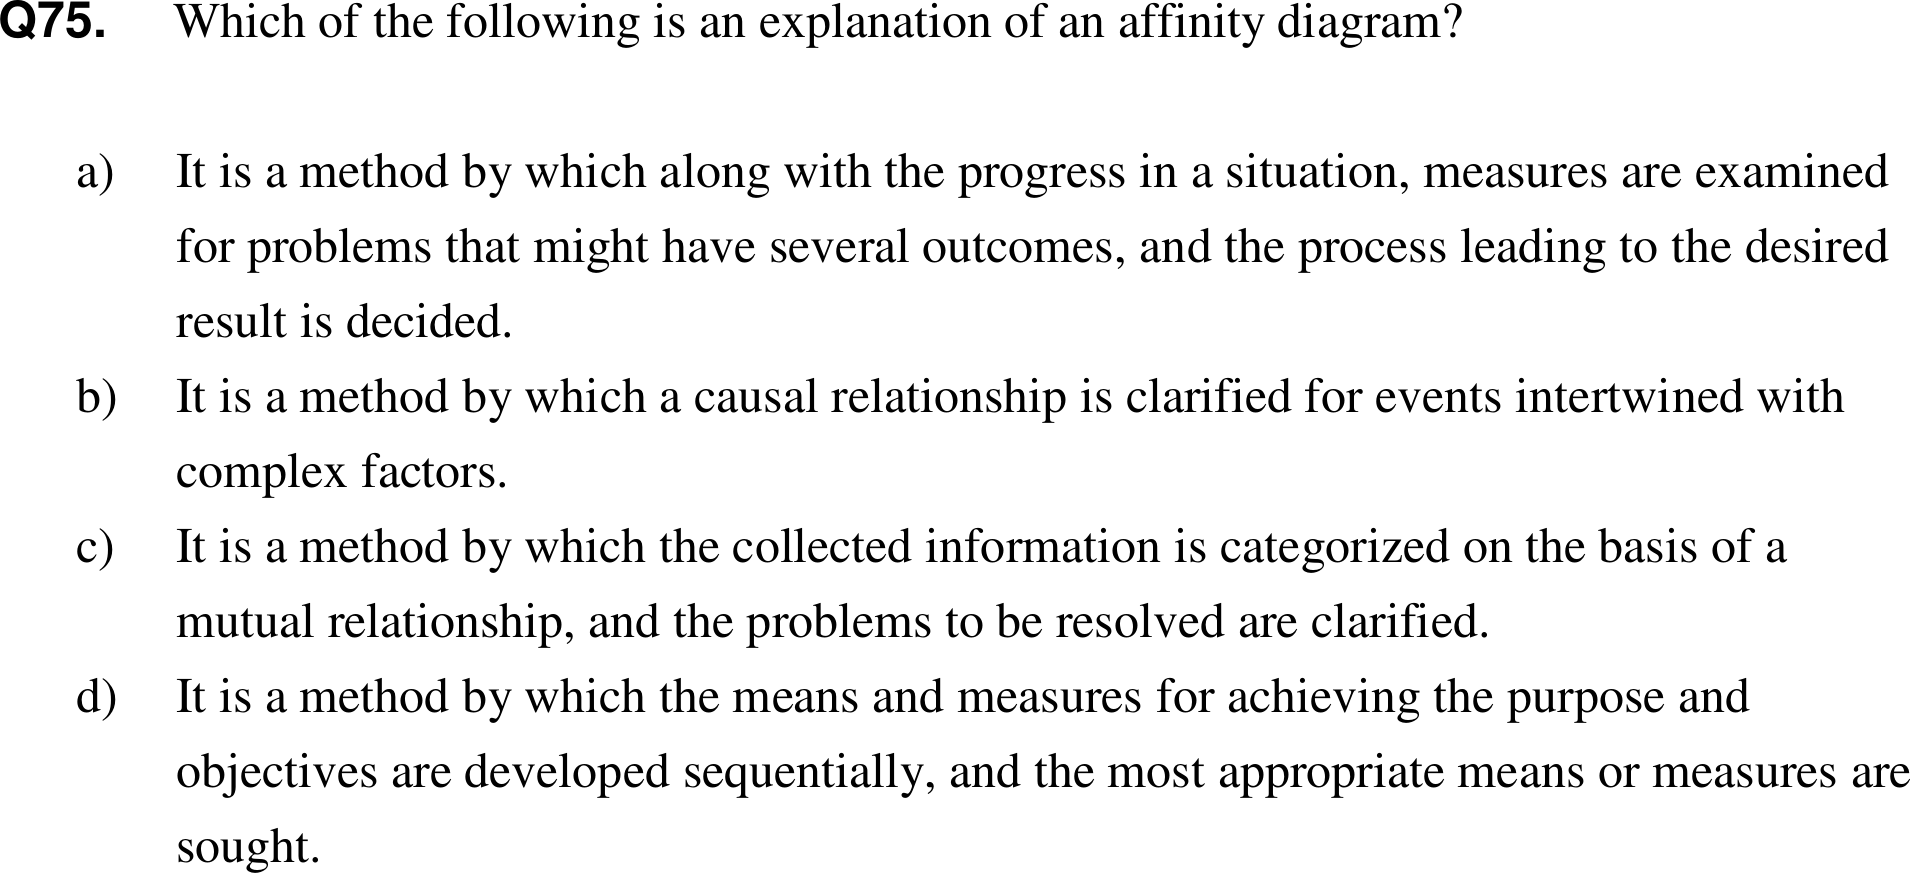 Q75. Which of the following is an explanation of an affinity diagram?
a) It is a method by which along with the progress in a situation, measures are examined
for problems that might have several outcomes, and the process leading to the desired
result is decided.
b) It is a method by which a causal relationship is clarified for events intertwined with
complex factors.
c) It is a method by which the collected information is categorized on the basis of a
mutual relationship, and the problems to be resolved are clarified.
d) It is a method by which the means and measures for achieving the purpose and
objectives are developed sequentially, and the most appropriate means or measures are
sought.